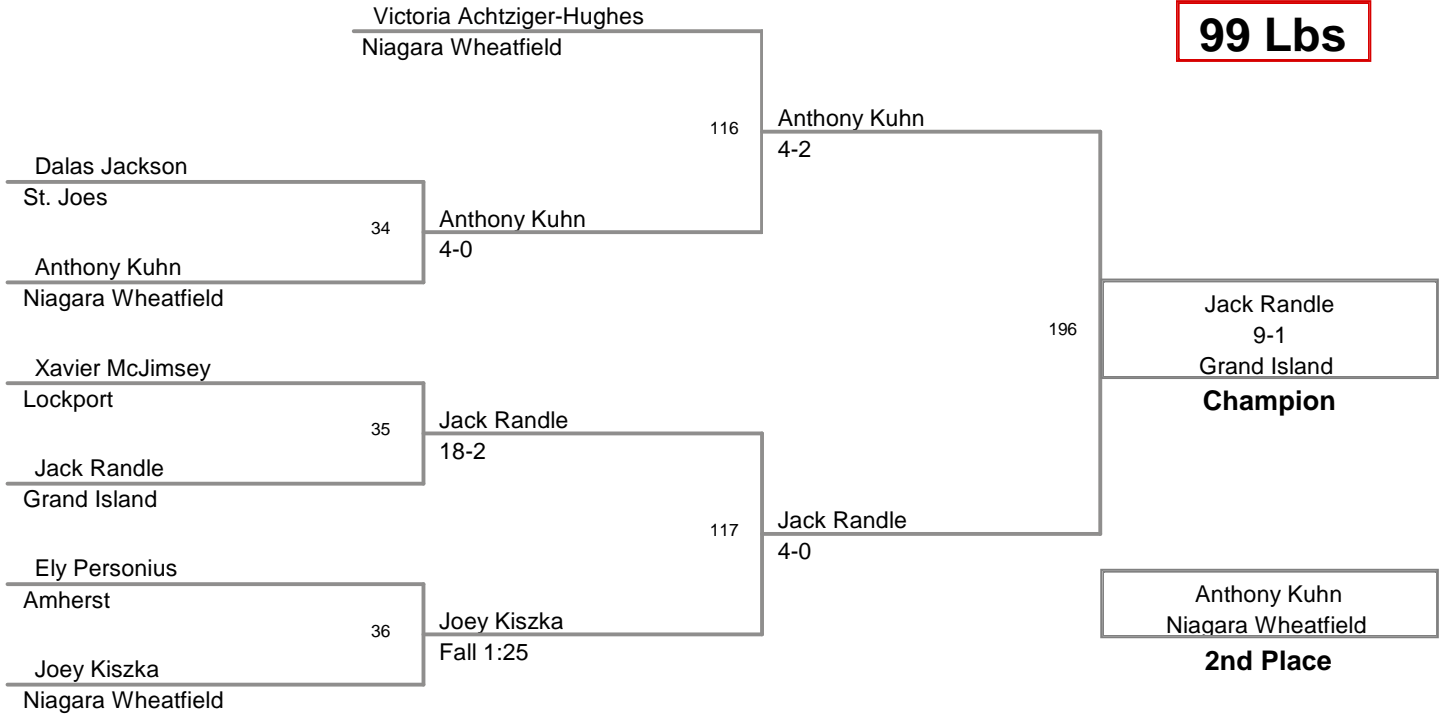 Victoria Achtziger-Hughes
Niagara Wheatfield
99 Lbs
116
Anthony Kuhn
4-2
Dalas Jackson
St. Joes
34
Anthony Kuhn
4-0
Anthony Kuhn
Niagara Wheatfield
196
Jack Randle
9-1
Grand Island
Champion
Xavier McJimsey
Lockport
35
Jack Randle
18-2
Jack Randle
Grand Island
117
Jack Randle
4-0
Ely Personius
Amherst
36
Joey Kiszka
Fall 1:25
Joey Kiszka
Niagara Wheatfield
Anthony Kuhn
Niagara Wheatfield
2nd Place